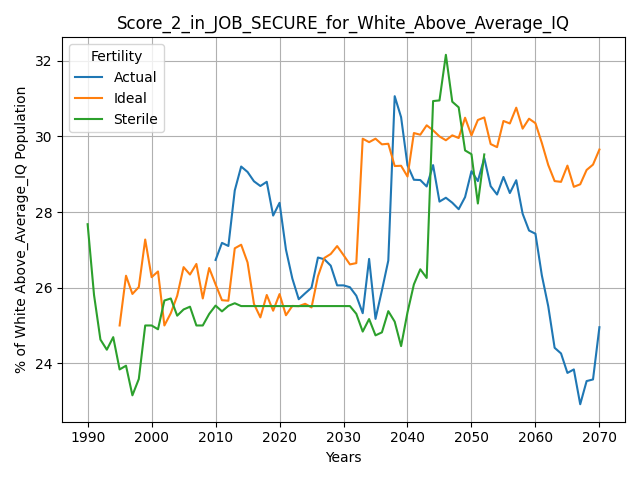 Score_2_in_JOB_SECURE_for_White_Above_Average_IQ
Fertility
Actual
Ideal
Sterile
% of White Above_Average_IQ Population
32
30
28
26
24
1990 2000 2010 2020 2030 2040 2050 2060 2070
Years